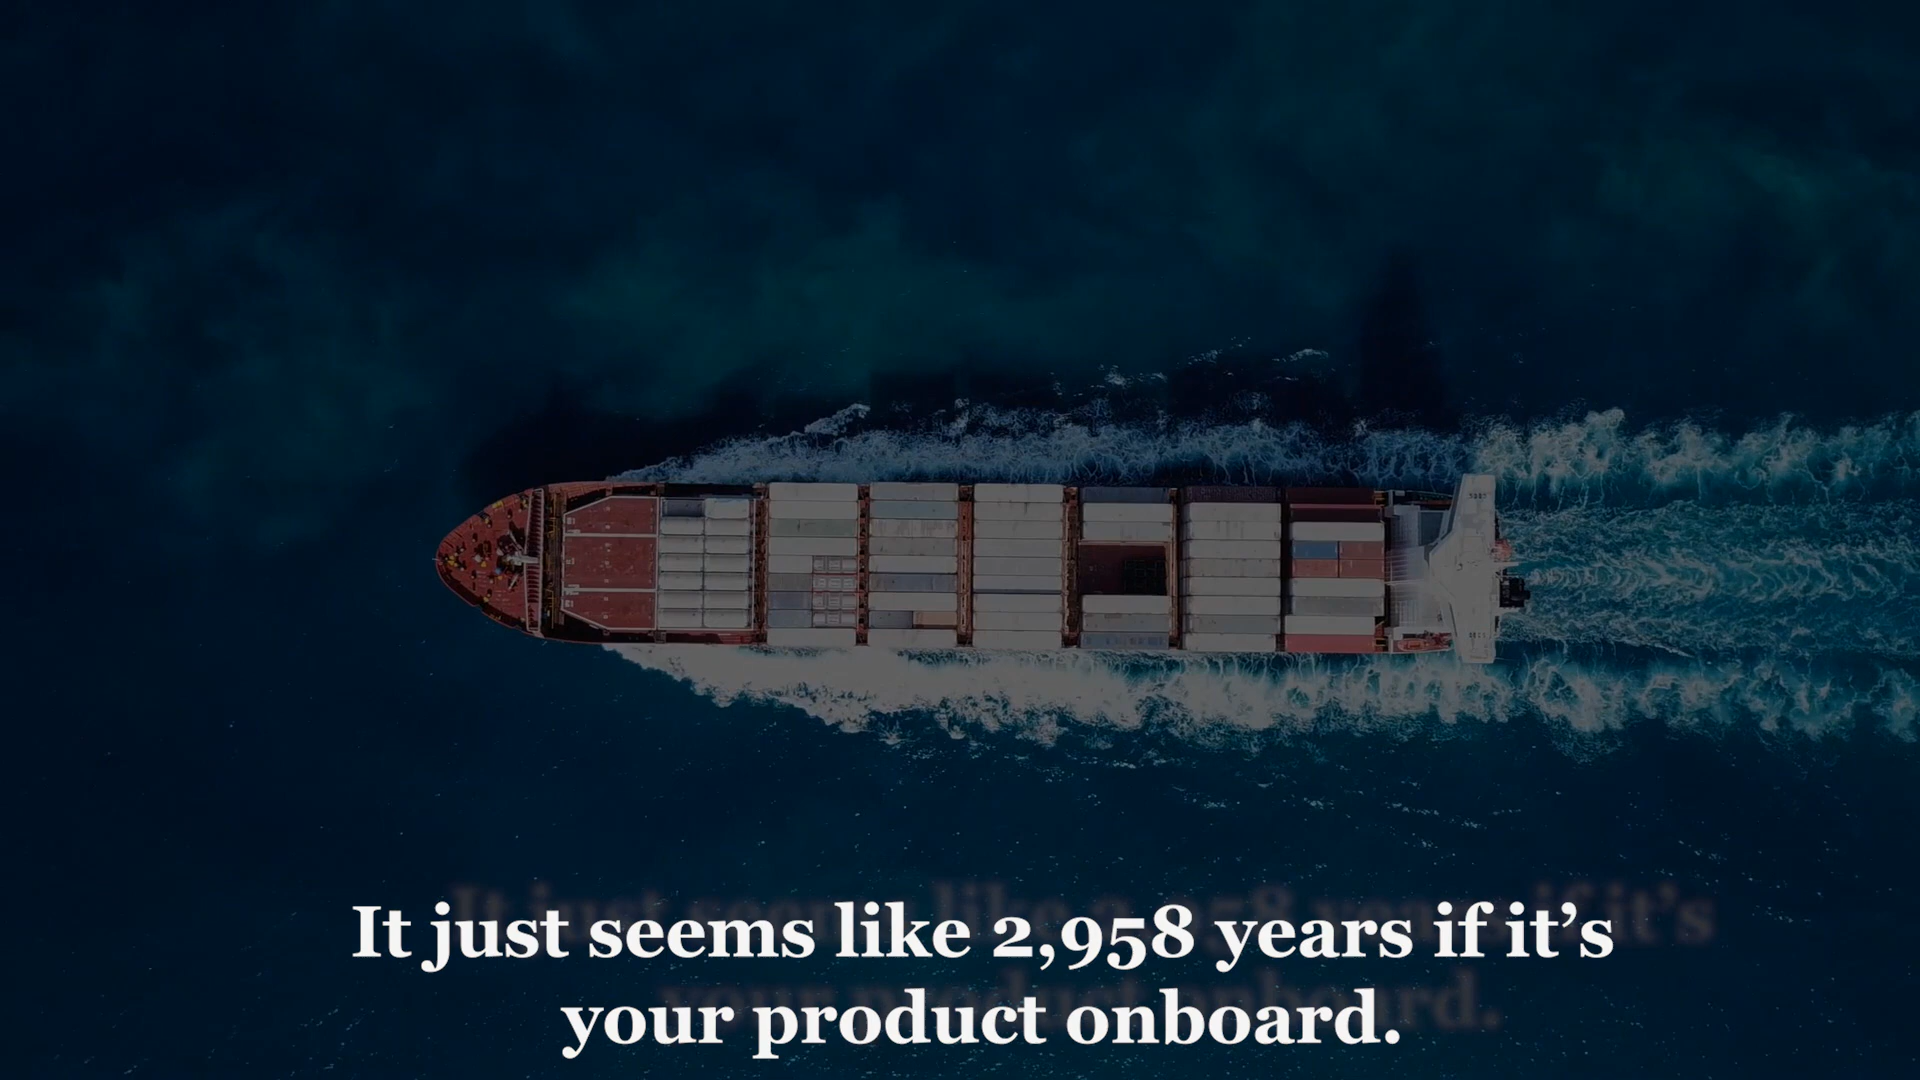 It just seems like 2,958 years if it’s
your product onboard.